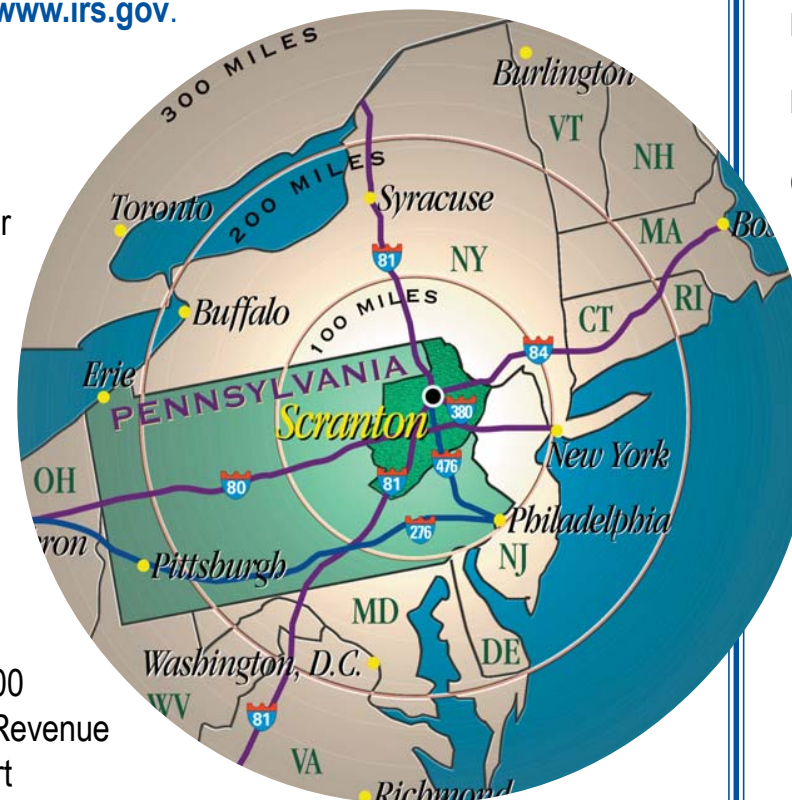 www.irs.gov.
300 MILES
Burlington
VT
NH
200 MILES
Toronto
Syracuse
MA
81
NY
Buffalo
RI
100 MILES
CT
84
Erie
PENNSYLVANIA
380
Scranton
New York
476
OH
80
81
Philadelphia
276
NJ
Pittsburgh
MD
DE
Washington, D.C.
00
WV
Revenue
81
VA
Richmond